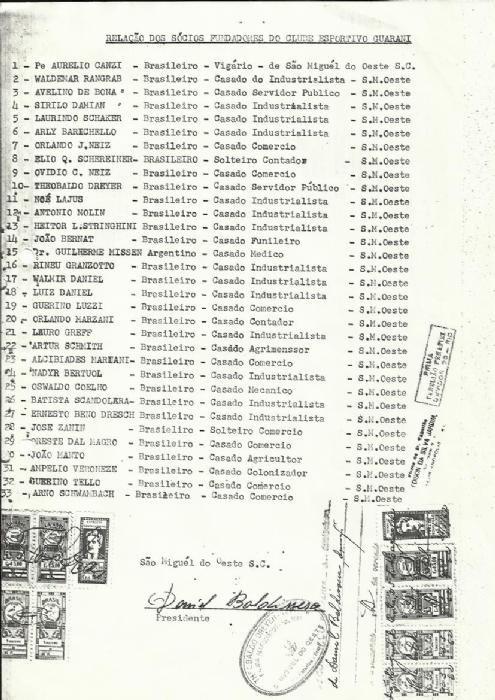 RELAÇÃO DOS SÓCIOS FUNDADORES DO CLUBE ESPORTIVO GUARANI
1 - Pe AURELIO CANZI - Brasileiro - Vigário - de São Miguél do Oeste S.C.
2 - WALDEMAR RANGRAB - Brasileiro - Casado do Industrialista - S.M.Oeste
3 - AVELINO DE BONA - Brasileiro - Casado Servidor Publico - S.M.Oeste
4 - SIRILO DAMIAN - Brasileiro - Casado Industrialista - S.M.Oeste
5 - LAURINDO SCHAKER - Brasileiro - Casado Industrialista - S.M.Oeste
6 - ARLY BARICHELLO - Brasileiro - Casado Industrialista - S.M.Oeste
7 - ORLANDO J.NEIZ - Brasileiro - Casado Comercio - S.M.Oeste
8 - ELIO Q. SCHEREINER- BRASILEIRO - Solteiro Contador - S.M.Oeste
9 - OVIDIO C. NEIZ - Brasileiro - Casado Comercio - S.M.Oeste
10- THEOBALDO DREYER - Brasileiro - Casado Servidor Público - S.M.Oeste
11 - NOÉ LAJUS - Brasileiro - Casado Industrialista - S.M.Oeste
12 - ANTONIO MOLIN - Brasileiro - Casado Industrialista - S.M.Oeste
13 - HEITOR L.STRINGHINI Brasileiro - Casado Industrialista - S.M.Oeste
14 - JOÃO BERNAT - Brasileiro - Casado Funileiro - S.M.Oeste
15 Dr. GUILHERME MISSEN Argentino - Casado Medico - S.M.Oeste
16 - RINEU GRANZOTTO - Brasileiro - Casado Industrialista - S.M.Oeste
17 - WALMIR DANIEL - Brasileiro - Casado Industrialista - S.M.Oeste
18 - LUIZ DANIEL - Brasileiro - Casado Industrialista - S.M.Oeste
19 - GUERINO LUZZI - Brasileiro - Casado Comercio - S.M.Oeste
20 - ORLANDO MARZANI - Brasileiro - Casado Contador - S.M.Oeste
21 - LAURO GREFF - Brasileiro - Casado Industrialista - S.M.Oeste
22 - ARTUR SCHMITH - Brasileiro - Casado Agrimenssor - S.M.Oeste
23 - ALCIBIADES MARIANI- Brasileiro - Casado Comercio - S.M.Oeste
24 - NADYR BERTUOL - Brasileiro - Casado Industrialista - S.M.Oeste
25 - OSWALDO COELHO - Brasileiro - Casado Mecanico - S.M.Oeste
26 - BATISTA SCANDOLERA- Brasileiro - Casado Industrialista - S.M.Oeste
27 - ERNESTO BENO DRESCH Brasileiro - Casado Industrialista - S.M.Oeste
28 - JOSE ZANIN - Brasileiro - Solteiro Comercio - S.M.Oeste
29 - ORESTE DAL MAGRO - Brasileiro - Casado Comercio - S.M.Oeste
0 - JOÃO MANTO - Brasileiro - Casado Agricultor - S.M.Oeste
31 - AMPELIO VERONEZE - Brasileiro - Casado Colonizador - S.M.Oeste
32 - GUERINO TELLO - Brasileiro - Casado Comercio - S.M.Oeste
33 - ARNO SCHWAMBACH - Brasileiro - Casado Comercio - S.M.Oeste
São Miguél do Oeste S.C.
Presidente
FIRMA